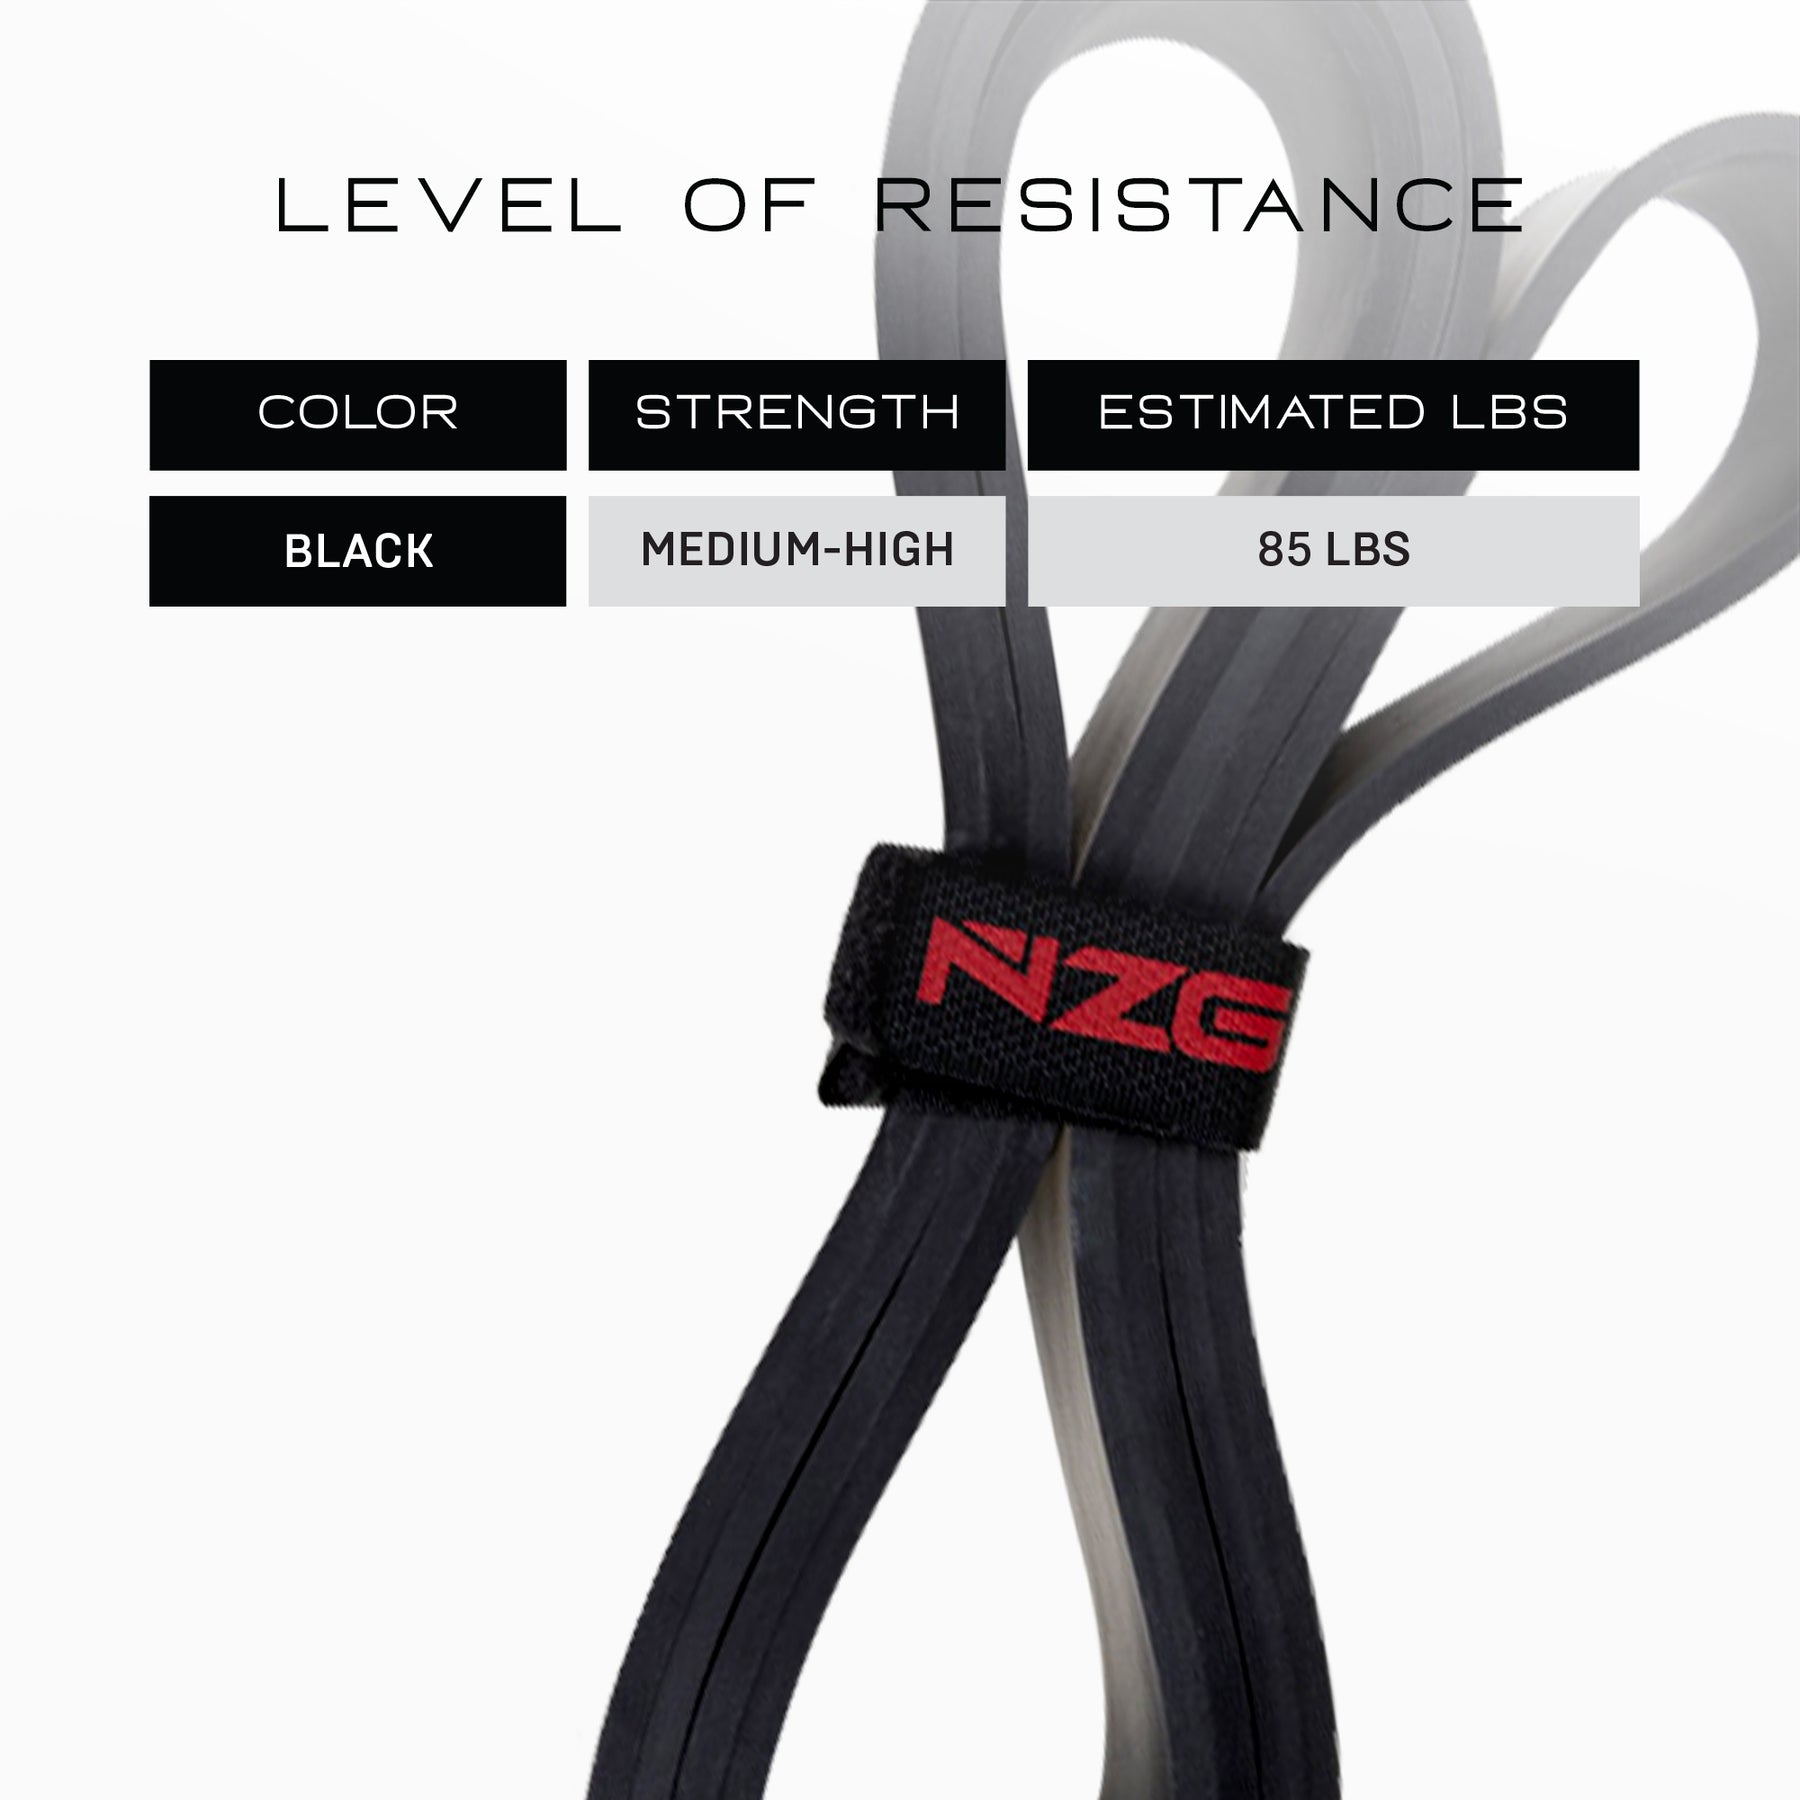 LEVEL OF RESISTANCE
COLOR STRENGTH ESTIMATED LBS
BLACK MEDIUM-HIGH 85 LBS
NZG